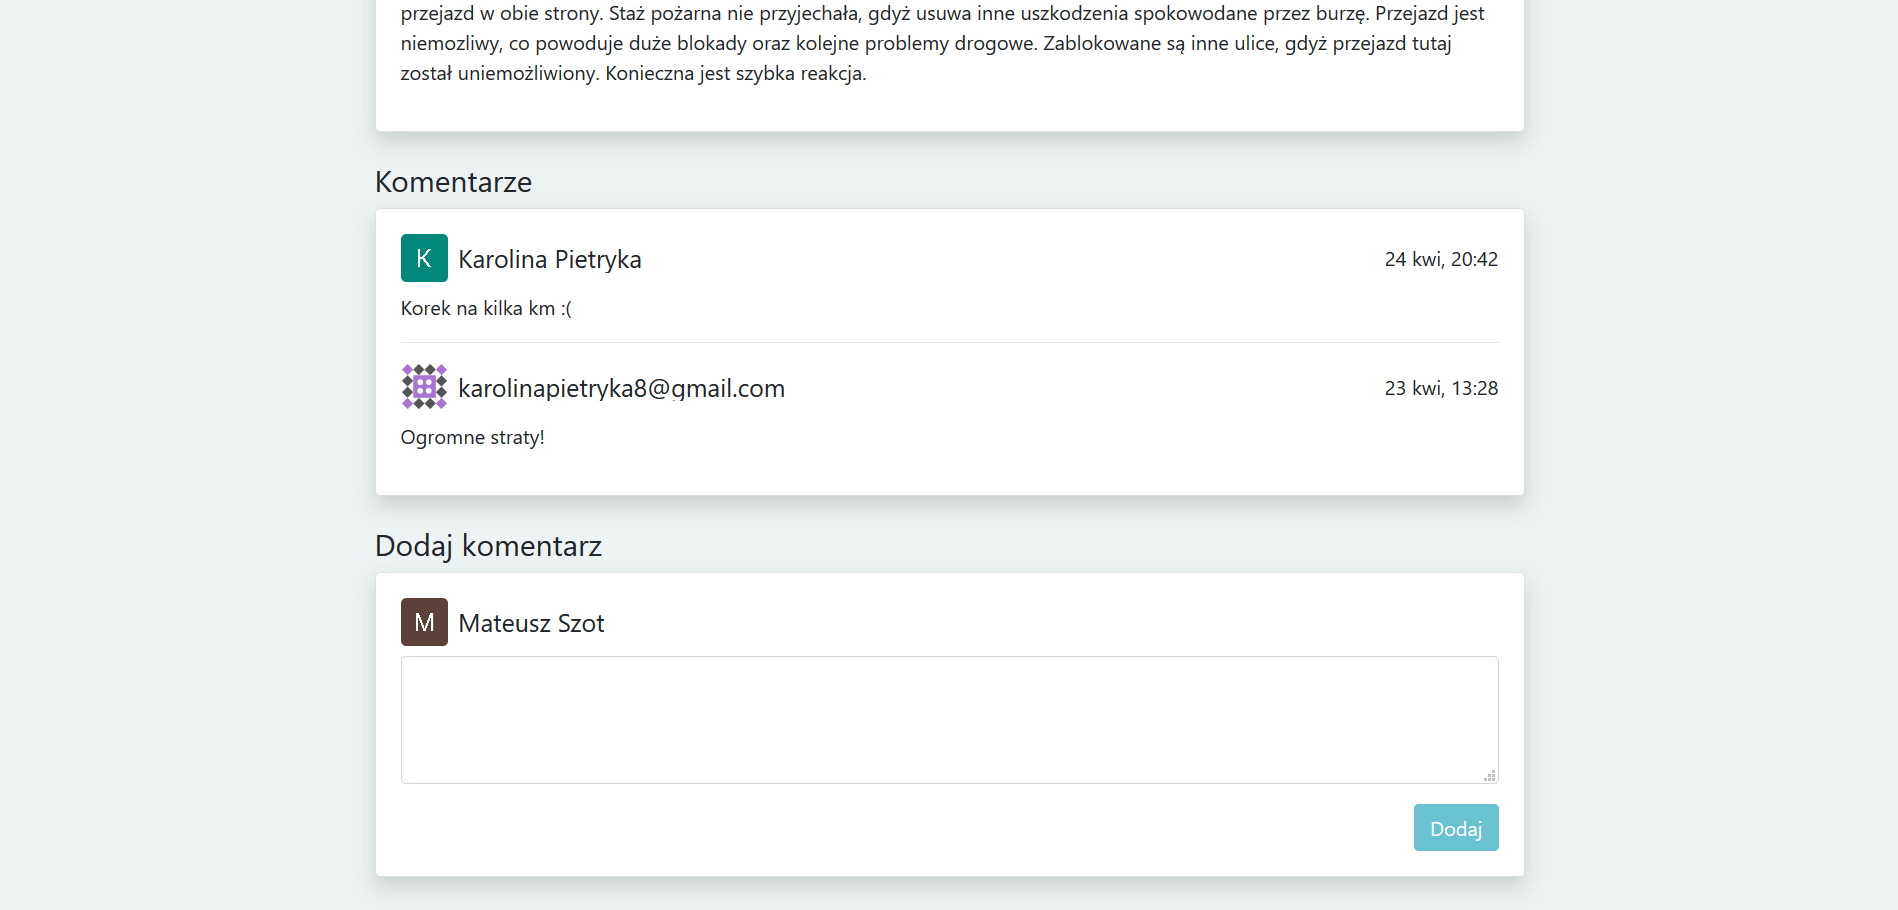 przejazd w obie strony. Staż pożarna nie przyjechała, gdyż usuwa inne uszkodzenia spokowodane przez burzę. Przejazd jest
niemozliwy, co powoduje duże blokady oraz kolejne problemy drogowe. Zablokowane są inne ulice, gdyż przejazd tutaj
został uniemożliwiony. Konieczna jest szybka reakcja.
Komentarze
K Karolina Pietryka 24 kwi, 20:42
Korek na kilka km :(
karolinapietryka8@gmail.com 23 kwi, 13:28
Ogromne straty!
Dodaj komentarz
M Mateusz Szot
Dodaj